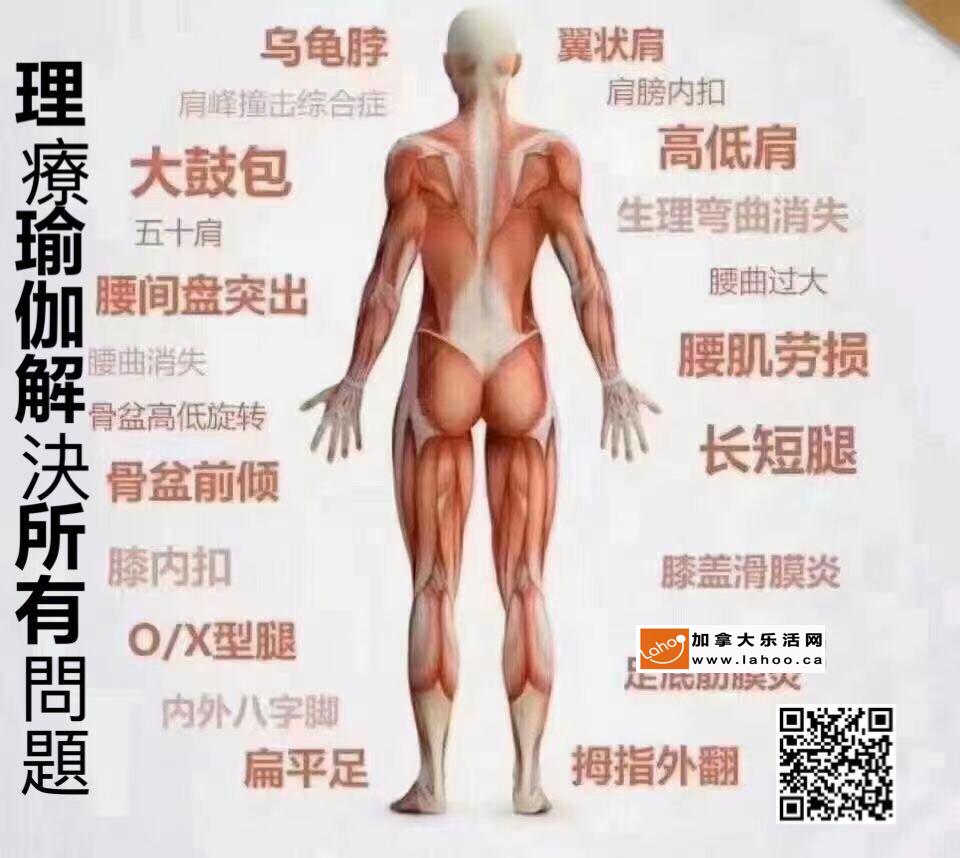 理療瑜伽解決所有問題
乌龟脖
肩峰撞击综合症
大鼓包
五十肩
腰间盘突出
腰曲消失
骨盆高低旋转
骨盆前倾
膝内扣
O/X型腿
内外八字脚
扁平足
翼状肩
肩膀内扣
高低肩
生理弯曲消失
腰曲过大
腰肌劳损
长短腿
膝盖滑膜炎
Lahoo
加拿大乐活网
www.lahoo.ca
足底筋膜炎
拇指外翻